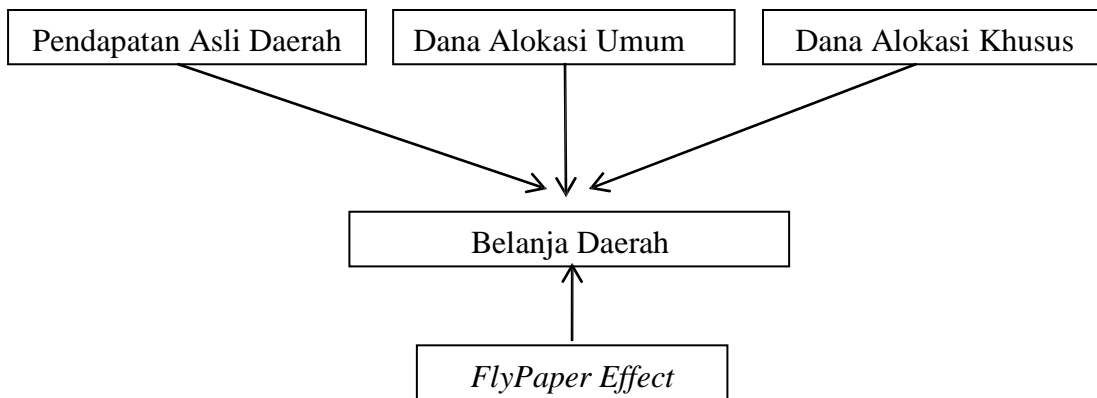 Pendapatan Asli Daerah
Dana Alokasi Umum
Dana Alokasi Khusus
Belanja Daerah
FlyPaper Effect